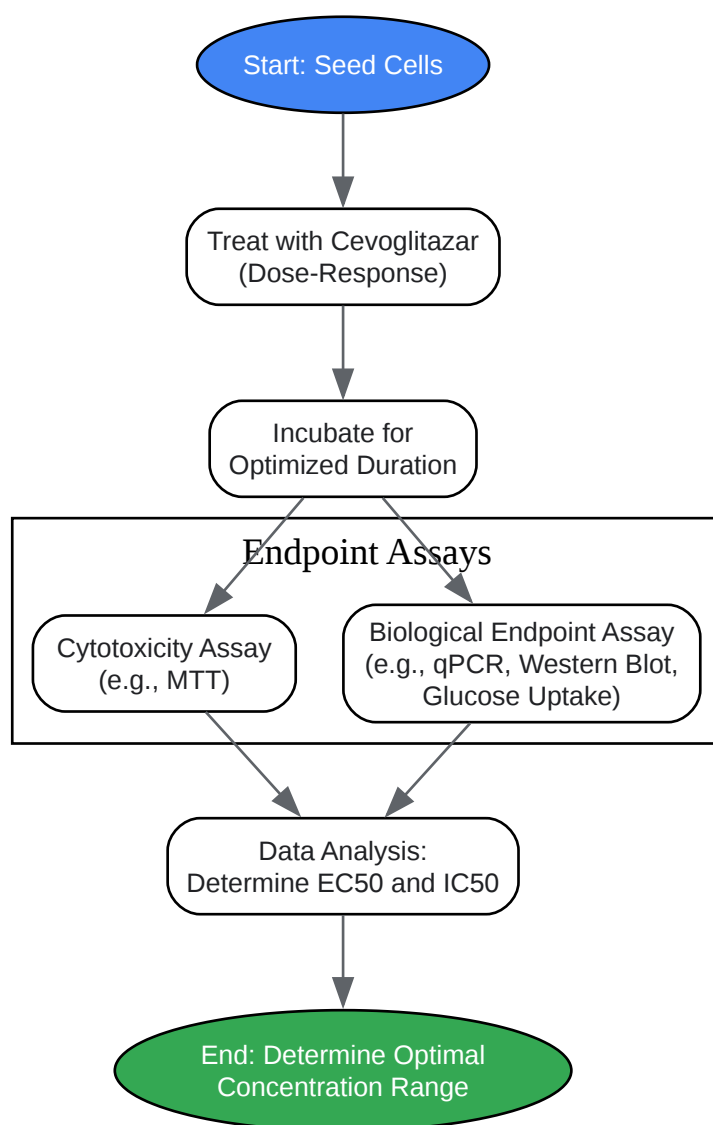 Start: Seed Cells
Treat with Cevoglitazar
(Dose-Response)
Incubate for
Optimized Duration
Endpoint Assays
Cytotoxicity Assay
(e.g., MTT)
Biological Endpoint Assay
(e.g., qPCR, Western Blot,
Glucose Uptake)
Data Analysis:
Determine EC50 and IC50
End: Determine Optimal
Concentration Range